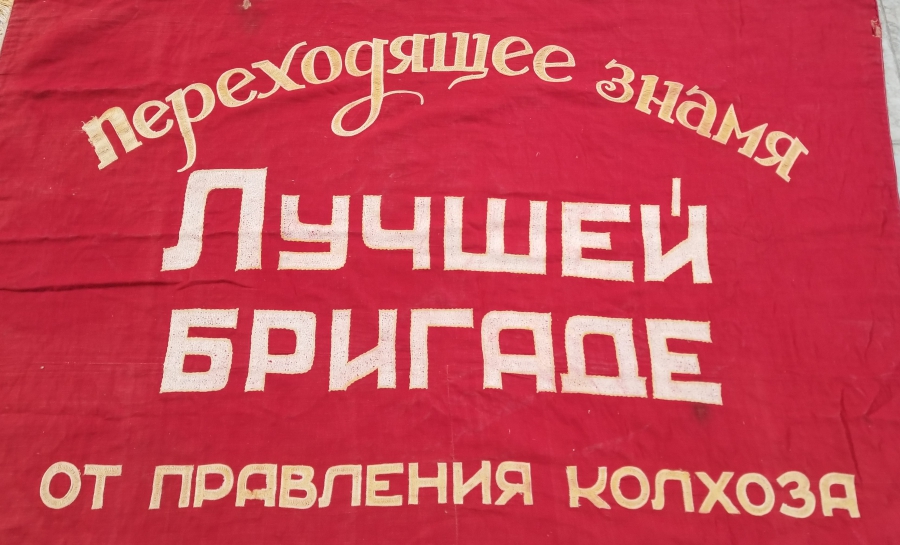 Переходящее знамя
Лучшей
БРИГАДЕ
ОТ ПРАВЛЕНИЯ КОЛХОЗА